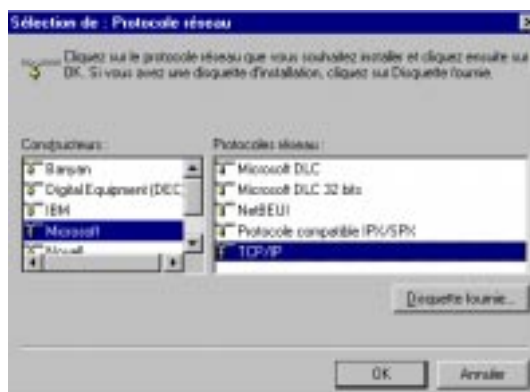 Sélection de : Protocole réseau
Cliquez sur le protocole réseau que vous souhaitez installer et cliquez ensuite sur
OK. Si vous avez une disquette d'installation, cliquez sur Disquette fournie.
Constructeurs :
Banyan
Digital Equipment (DEC
IBM
Microsoft
Novell
Protocoles réseau :
Microsoft DLC
Microsoft DLC 32 bits
NetBEUI
Protocole compatible IPX/SPX
TCP/IP
Disquette fournie...
OK
Annuler